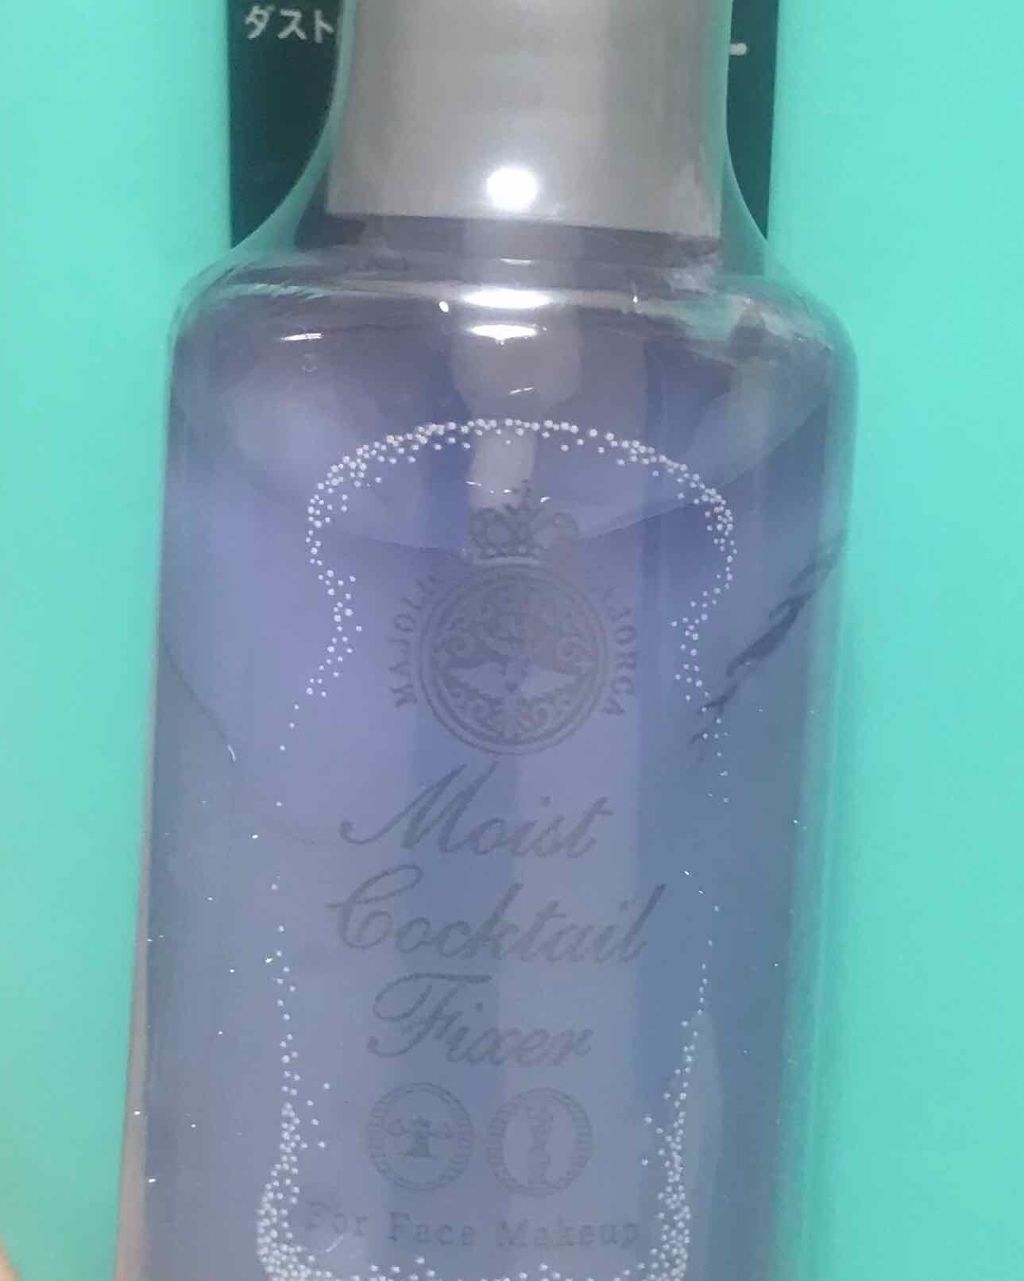 ダスト
MAJOLICA MAJORCA
Moist
Cocktail
Fixer
For Face Makeup